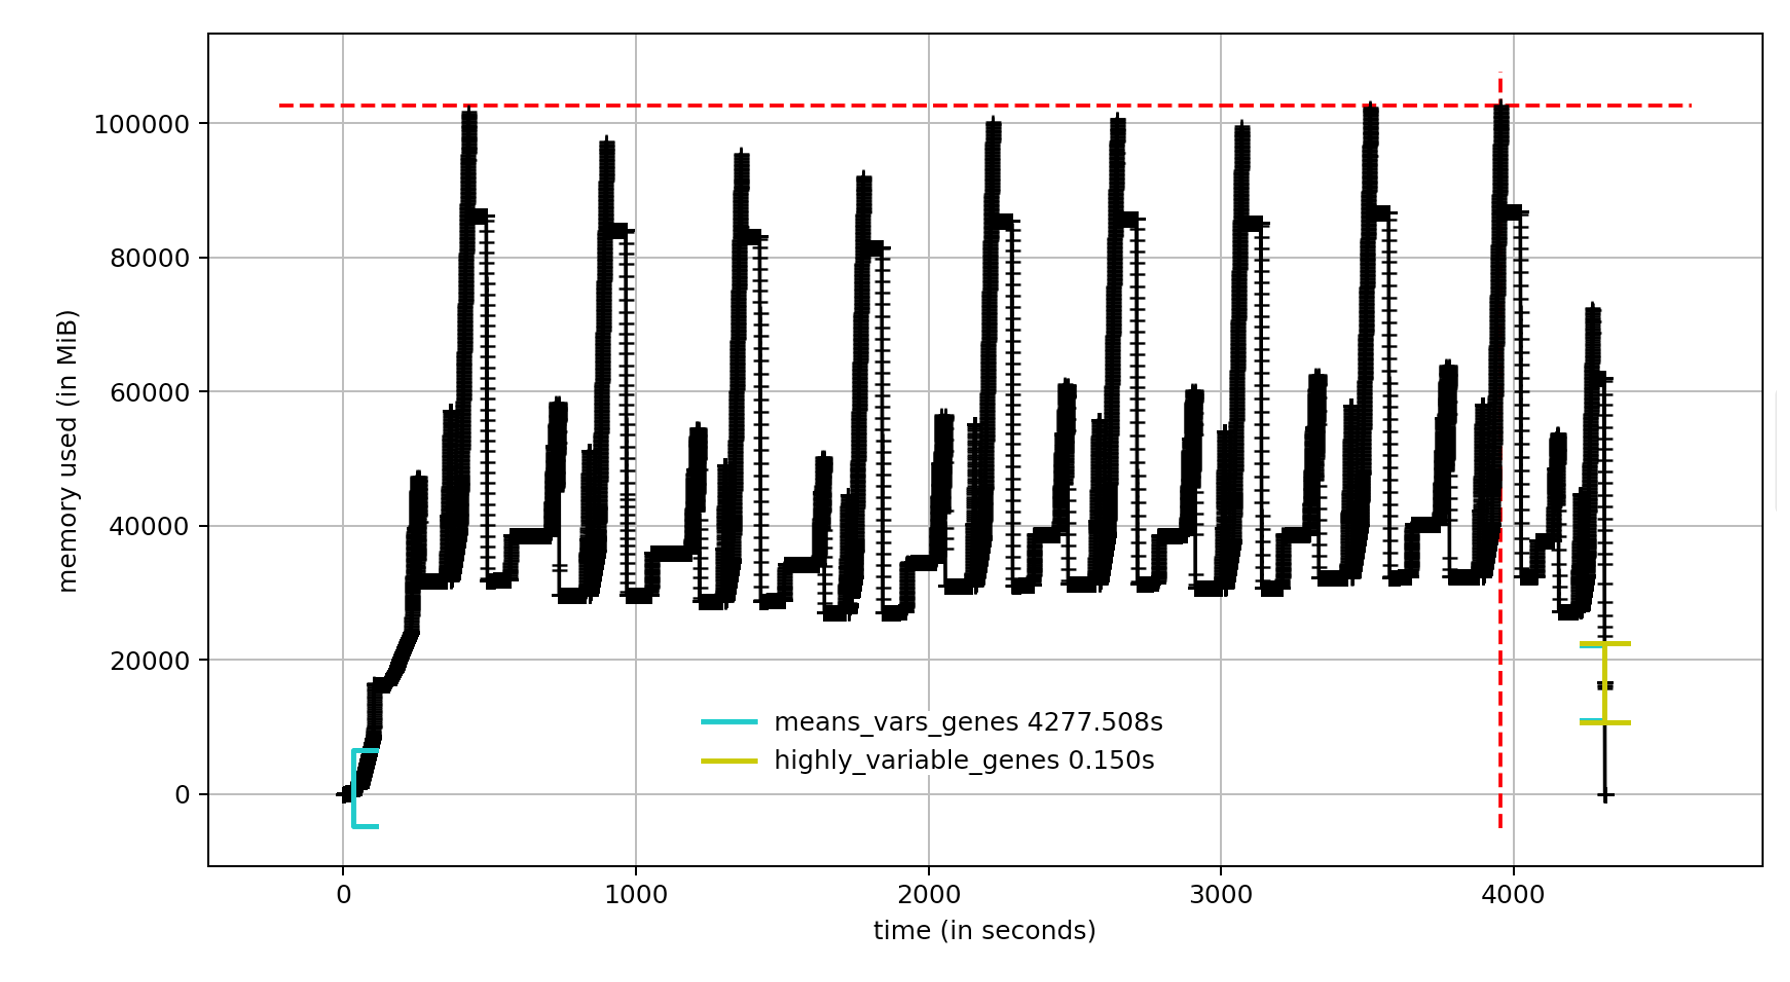 100000
80000
60000
40000
20000
0
memory used (in MiB)
means_vars_genes 4277.508s
highly_variable_genes 0.150s
0 1000 2000 3000 4000
time (in seconds)